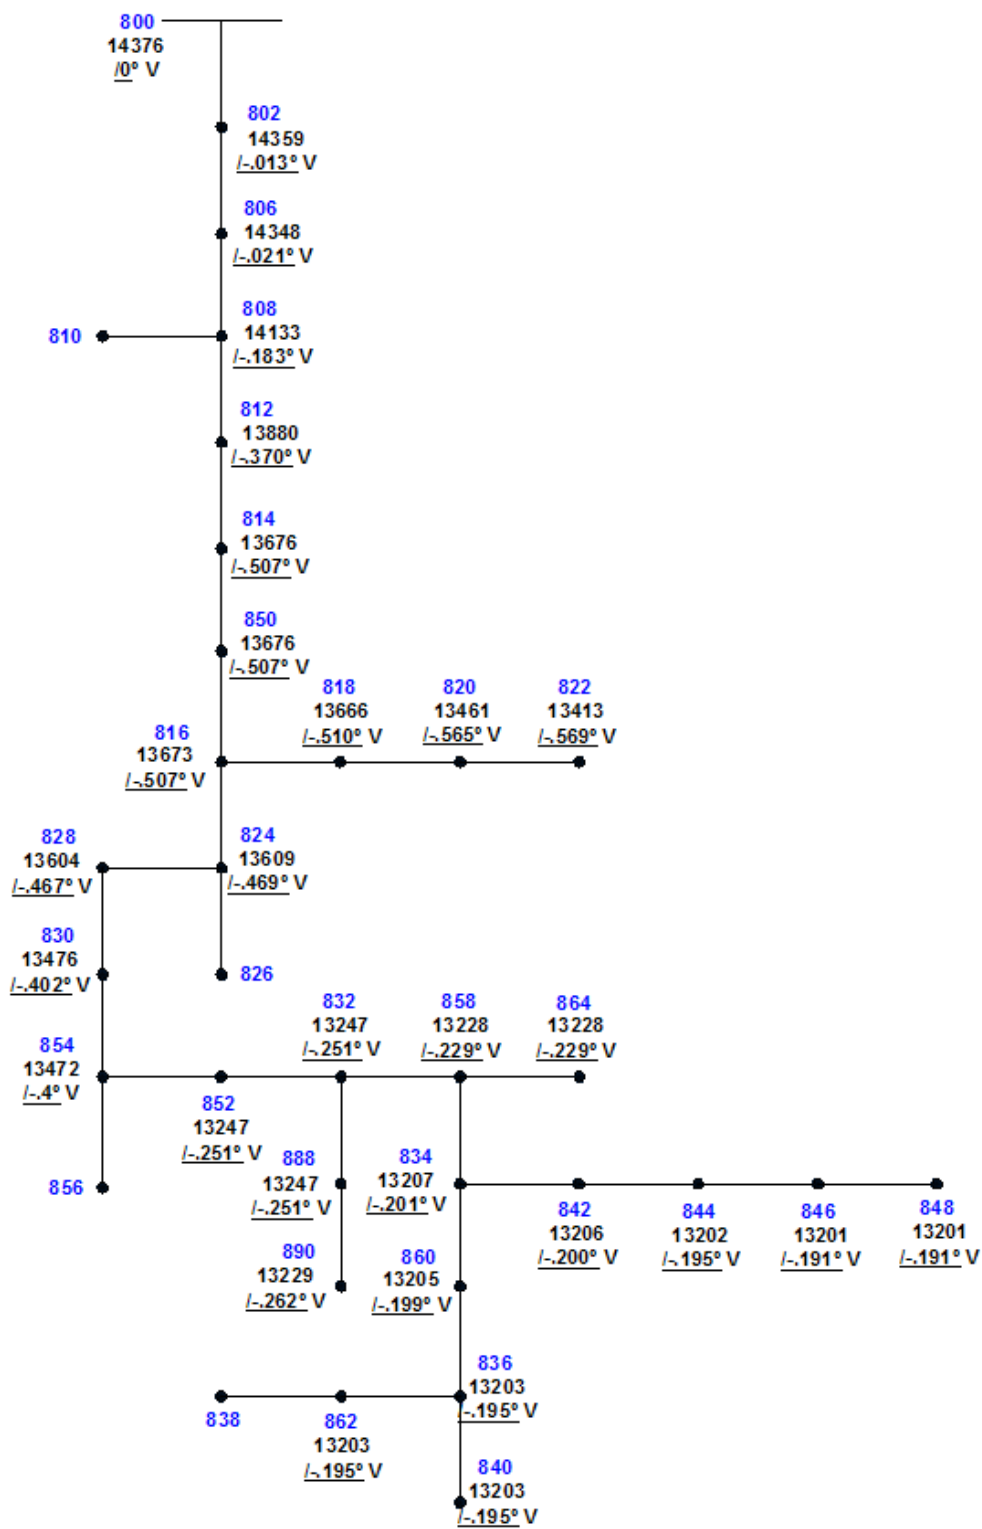 800
14376
/0° V
802
14359
/-.013° V
806
14348
/-.021° V
808
810
14133
/-.183° V
812
13880
/-.370° V
814
13676
/-.507° V
850
13676
/-.507° V
818
13666
/-.510° V
820
13461
/-.565° V
822
13413
/-.569° V
816
13673
/-.507° V
828
13604
/-.467° V
824
13609
/-.469° V
830
13476
/-.402° V
826
832
13247
/-.251° V
858
13228
/-.229° V
864
13228
/-.229° V
854
13472
/-.4° V
852
13247
/-.251° V
856
888
13247
/-.251° V
834
13207
/-.201° V
842
13206
/-.200° V
844
13202
/-.195° V
846
13201
/-.191° V
848
13201
/-.191° V
890
13229
/-.262° V
860
13205
/-.199° V
836
13203
/-.195° V
838
862
13203
/-.195° V
840
13203
/-.195° V